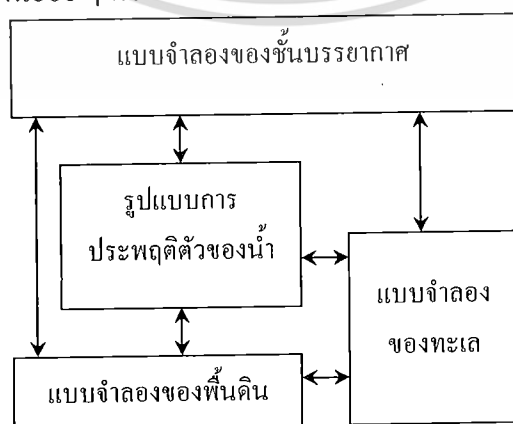 แบบจำลองของชั้นบรรยากาศ
รูปแบบการ
ประพฤติตัวของน้ำ
แบบจำลอง
ของทะเล
แบบจำลองของพื้นดิน